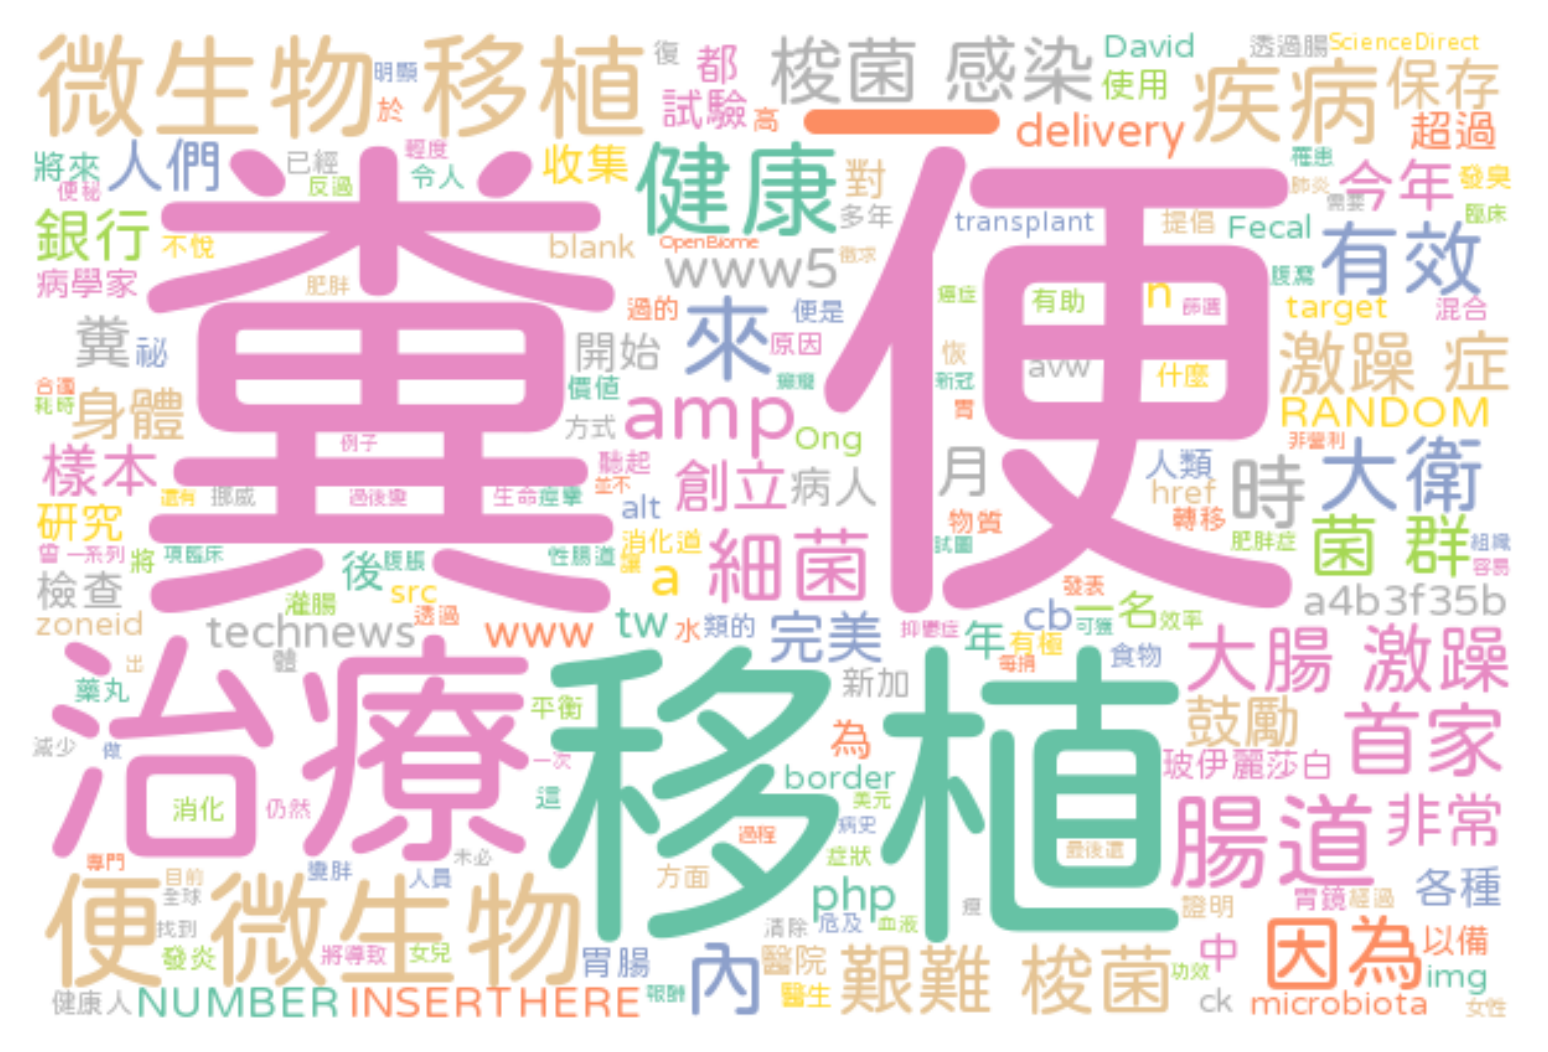 微生物 移植
明顯
於
復
都
試驗
高
梭菌 感染
David
使用
透過腸
ScienceDirect
疾病
保存
一
delivery
超過
將來
使祕
人們
已經
反過
輕度
令人
收集
健康
對
多年
罹患
肺炎
需要
今年
發臭
臨床
銀行
不悅
糞便
blank
OpenBiome
www5
徵求
transplant
提倡
Fecal
有效
腹瀉
病學家
肥胖
過的
來
便是
癌症
有助
n
篩選
target
混合
糞
祕
開始
原因
恢
avw
什麼
激躁 症
合適
耗時
身體
價值
amp
新冠
胃
RANDOM
方式
Ong
非營利
例子
樣本
聽起
並不
創立
病人
月
人類
href
時
大衛
還有
挪威
過後變
生命
痙攣
alt
物質
轉移
研究
消化道
讓
細菌
試圖
肥胖症
菌 群
組織
容易
曾
一系列
將
項臨床
後
腹脹
性腸道
a
發表
檢查
灌腸
src
a4b3f35b
zoneid
technews
透過
www
tw
水
類的
完美
抑鬱症
年
有極
cb
可獲
一名
效率
體
出
每捐
食物
大腸 激躁
藥丸
治療
移植
平衡
新加
鼓勵
首家
減少
做
一次
為
玻伊麗莎白
這
border
消化
仍然
美元
病史
腸道
非常
過程
症狀
最後還
專門
變胖
未必
目前
人員
方面
php
各種
全球
胃鏡
經過
便 微生物
找到
清除
危及
血液
瘦
證明
發炎
將導致
女兒
胃腸
內
醫院
艱難 梭菌
中
因為
以備
功效
img
健康人
NUMBER
INSERTHERE
報酬
醫生
ck
microbiota
女性